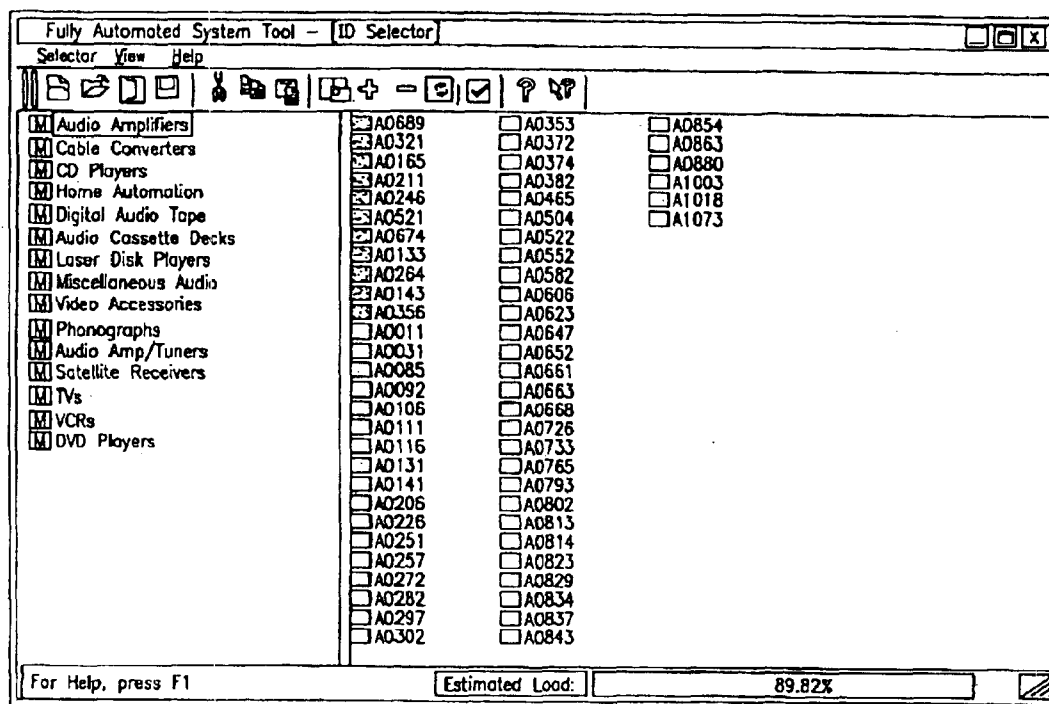 Fully Automated System Tool - [ID Selector]
Selector View Help
Audio Amplifiers
Cable Converters
CD Players
Home Automation
Digital Audio Tape
Audio Cassette Decks
Laser Disk Players
Miscellaneous Audio
Video Accessories
Phonographs
Audio Amp/Tuners
Satellite Receivers
TVs
VCRs
DVD Players
A0689
A0321
A0165
A0211
A0246
A0521
A0674
A0133
A0264
A0143
A0356
A0011
A0031
A0085
A0092
A0106
A0111
A0116
A0131
A0141
A0206
A0226
A0251
A0257
A0272
A0282
A0297
A0302
A0353
A0372
A0374
A0382
A0465
A0504
A0522
A0552
A0582
A0606
A0623
A0647
A0652
A0661
A0663
A0668
A0726
A0733
A0765
A0793
A0802
A0813
A0814
A0823
A0829
A0834
A0837
A0843
A0854
A0863
A0880
A1003
A1018
A1073
For Help, press F1
Estimated Load: 89.82%